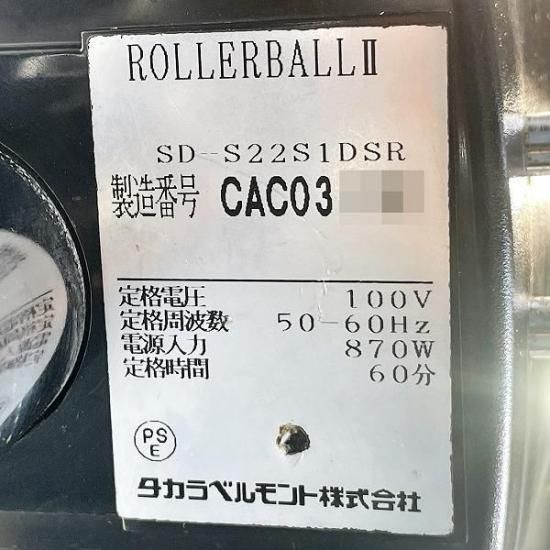 ROLLERBALLⅡ
SD-S22S1DSR
製造番号 CAC03
定格電圧 100V
定格周波数 50-60Hz
電源入力 870W
定格時間 60分
PS
E
タカラベルモント株式会社